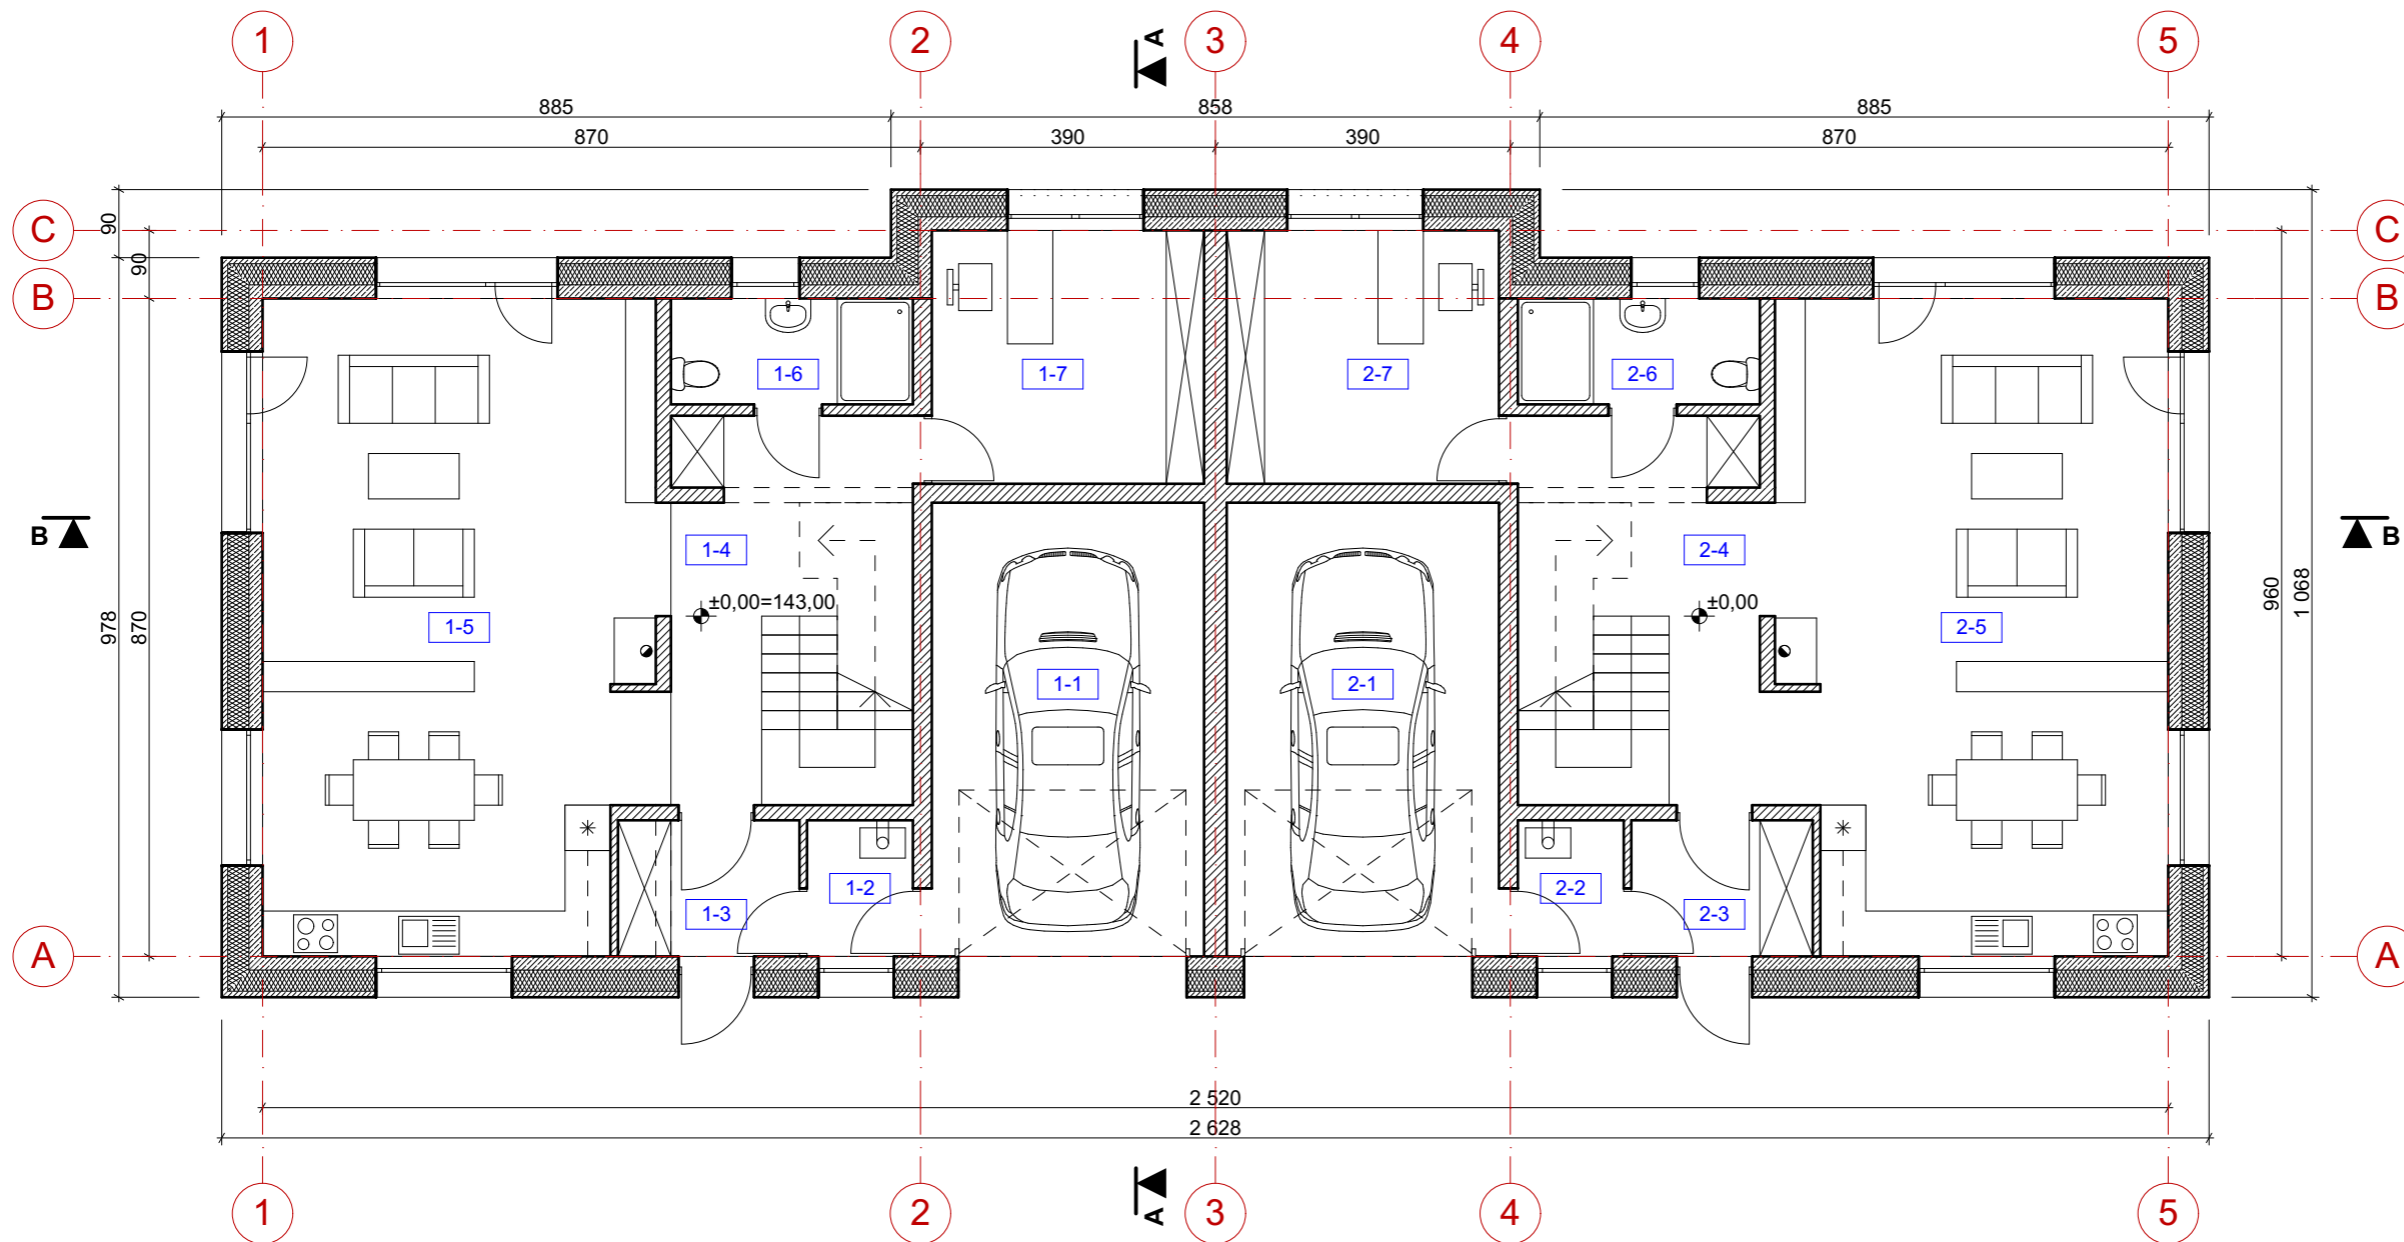 1 2 3 4 5
A
885 858 885
870 390 390 870
C 90 C
B 90 B
1-6 1-7 2-7 2-6
B 1-4 2-4 B
978 870 960 1 068
±0,00=143,00 ±0,00
1-5 2-5
1-1 2-1
1-2 2-2
1-3 2-3
A A
2 520
2 628
A
1 2 3 4 5